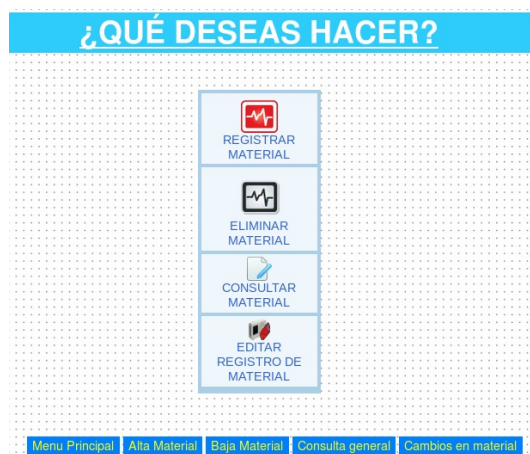 ¿QUÉ DESEAS HACER?
REGISTRAR
MATERIAL
ELIMINAR
MATERIAL
CONSULTAR
MATERIAL
EDITAR
REGISTRO DE
MATERIAL
Menu Principal Alta Material Baja Material Consulta general Cambios en material